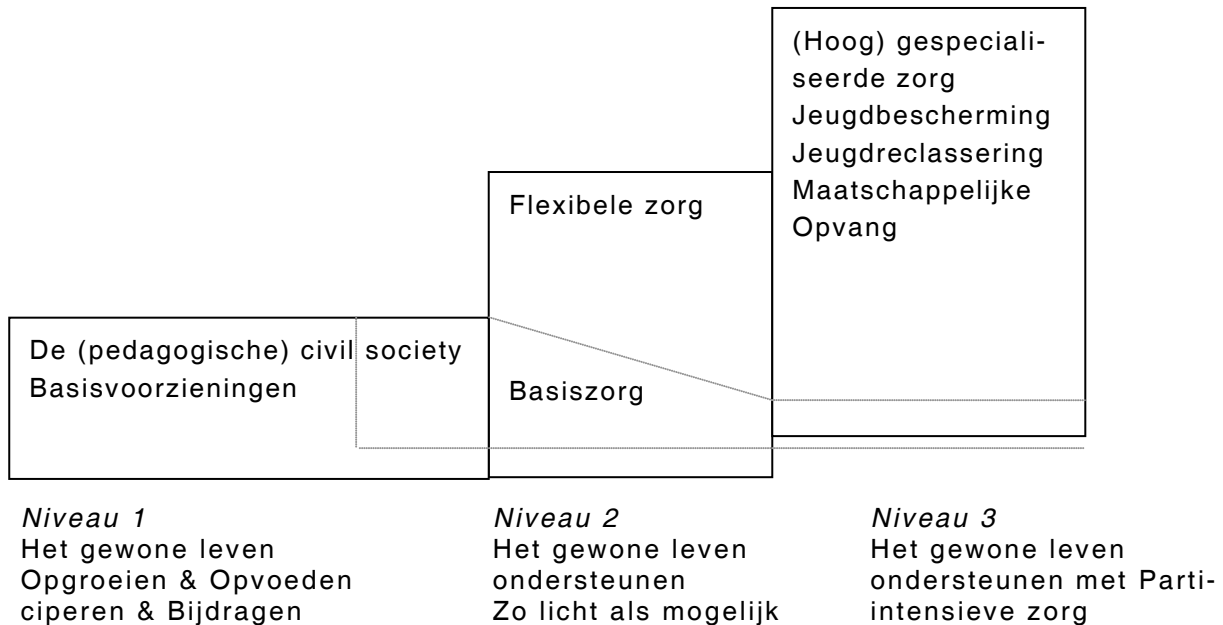 (Hoog) gespeciali-
seerde zorg
Jeugdbescherming
Jeugdreclassering
Maatschappelijke
Opvang
Flexibele zorg
Basiszorg
De (pedagogische) civil society
Basisvoorzieningen
Niveau 1
Het gewone leven
Opgroeien & Opvoeden
ciperen & Bijdragen
Niveau 2
Het gewone leven
ondersteunen
Zo licht als mogelijk
Niveau 3
Het gewone leven
ondersteunen met Parti-
intensieve zorg